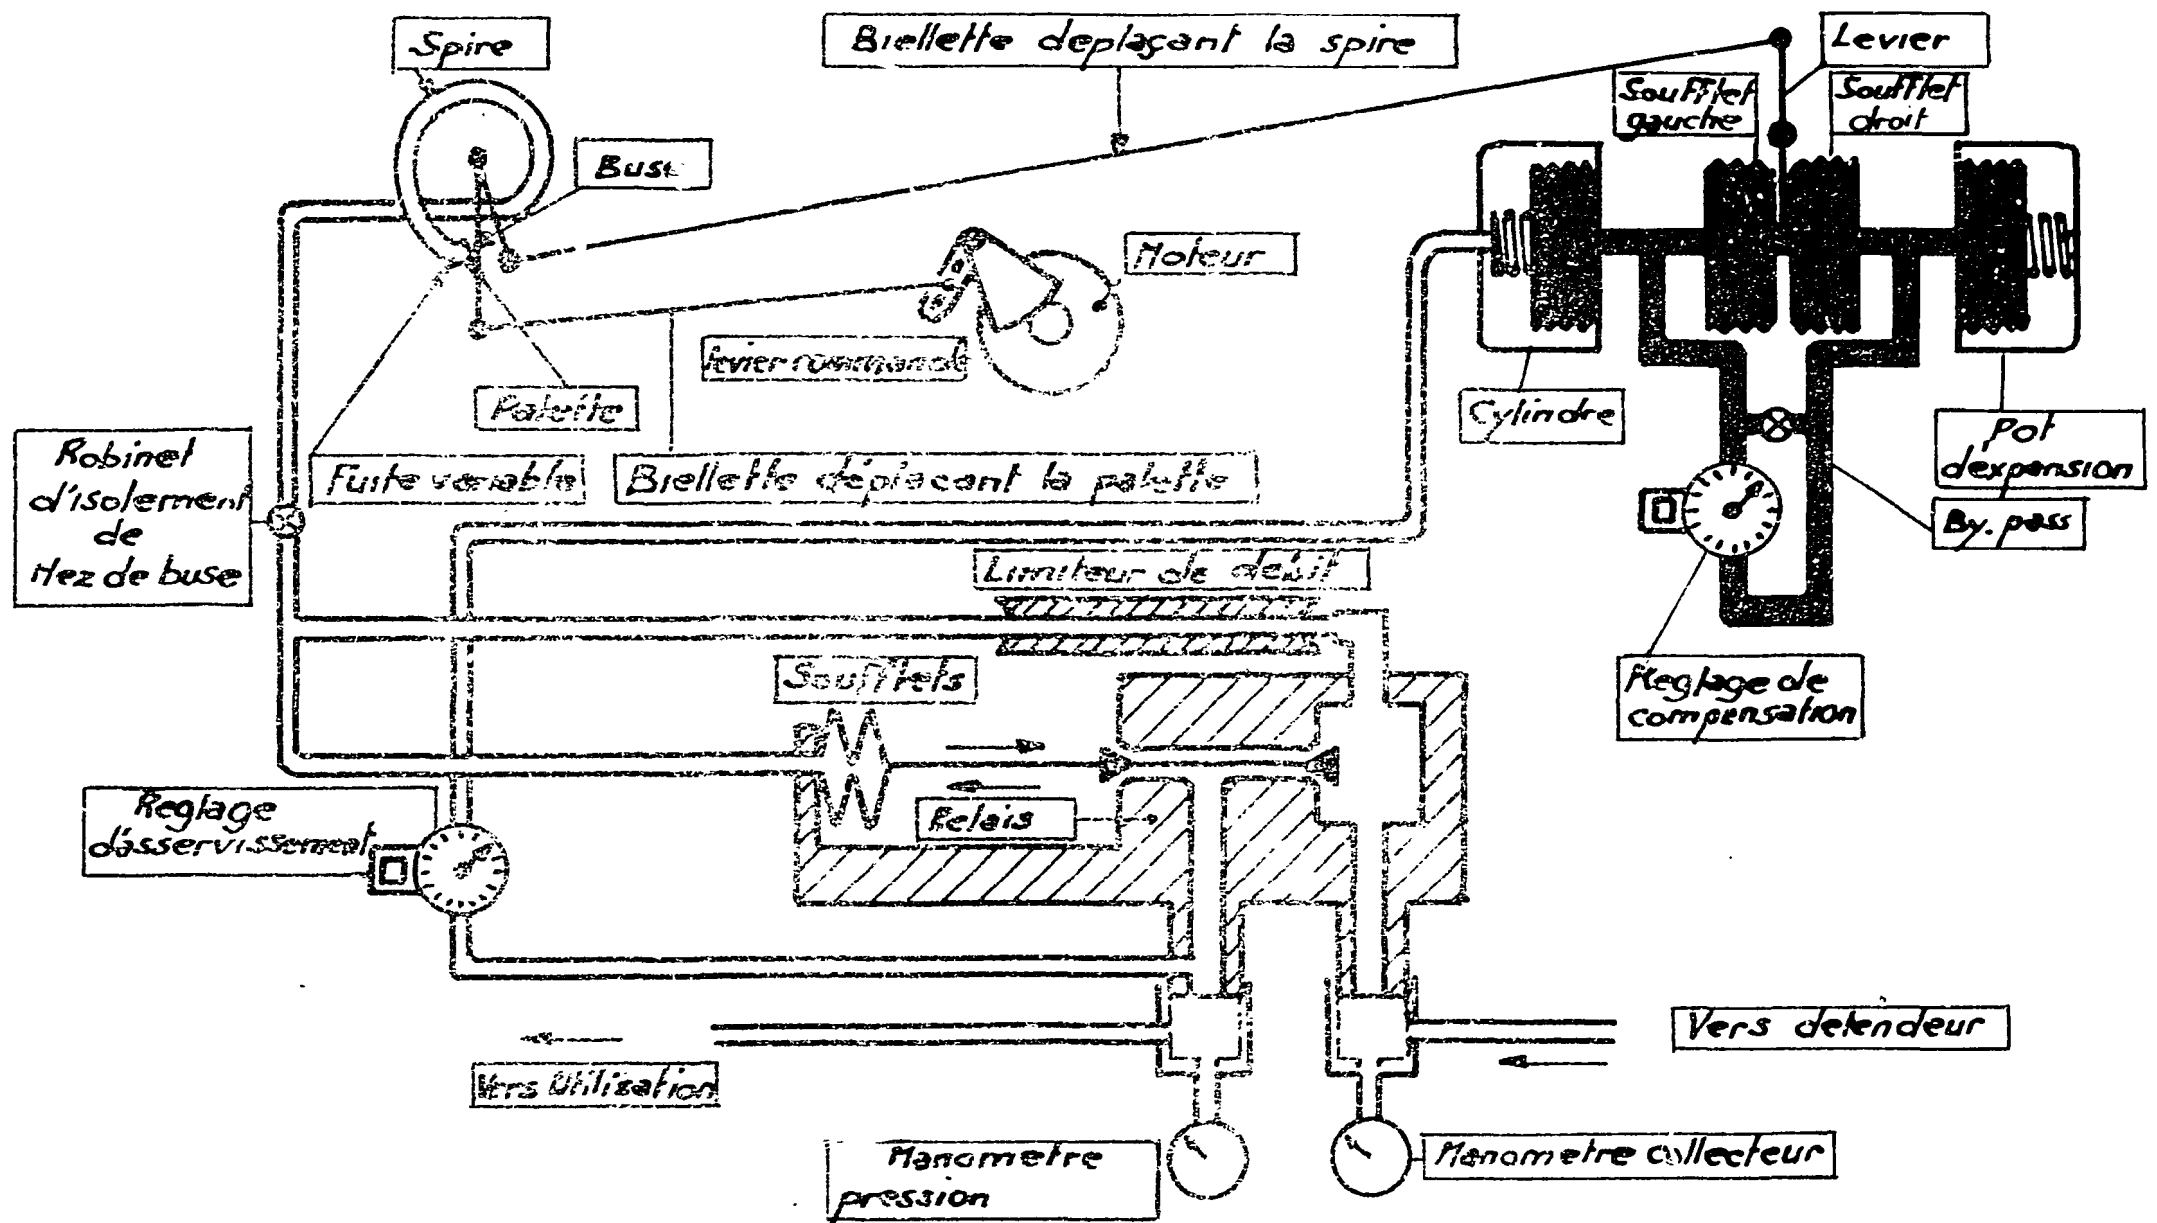 Spire
Biellette deplaçant la spire
Levier
Soufflet
gauche
Soufflet
droit
Buse
Moteur
levier commande
Palette
Cylindre
Pot
d'expansion
Robinet
d'isolement
de
Nez de buse
Fuite variable
Biellette déplaçant la palette
By. pass
Limiteur de débit
Soufflets
Reglage de
compensation
Reglage
d'asservissement
Relais
Vers detendeur
Vers Utilisation
Manometre
pression
Manometre collecteur